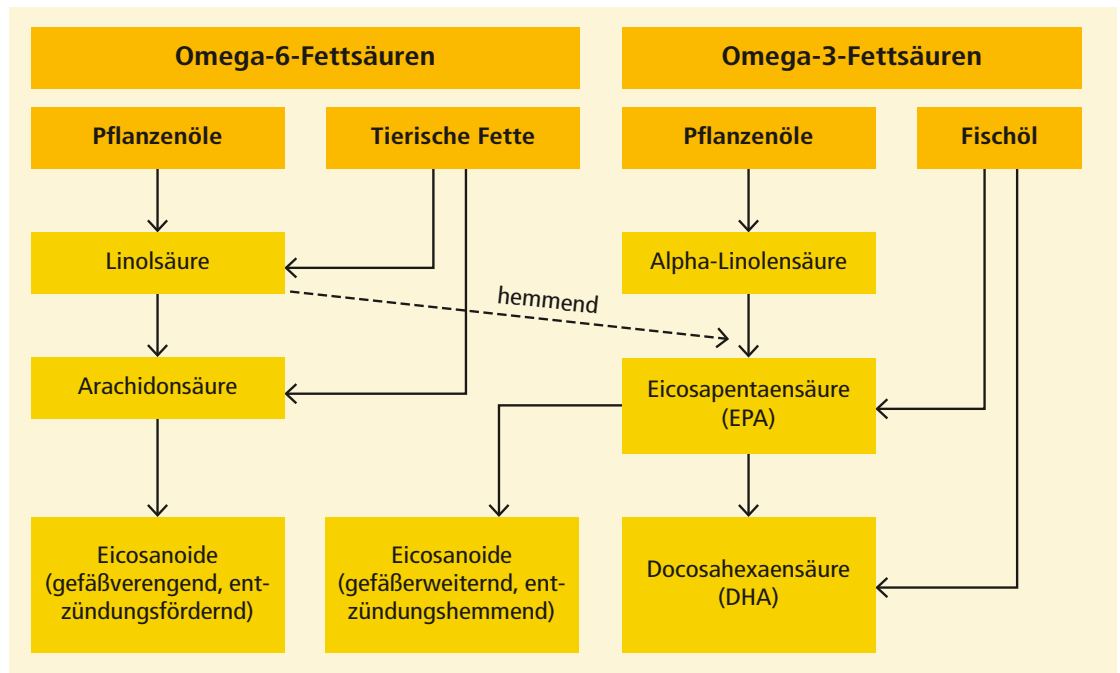 Omega-6-Fettsäuren
Omega-3-Fettsäuren
Pflanzenöle
Tierische Fette
Pflanzenöle
Fischöl
Linolsäure
Alpha-Linolensäure
hemmend
Arachidonsäure
Eicosapentaensäure
(EPA)
Eicosanoide
(gefäßverengend, ent-
zündungsfördernd)
Eicosanoide
(gefäßerweiternd, ent-
zündungshemmend)
Docosahexaensäure
(DHA)